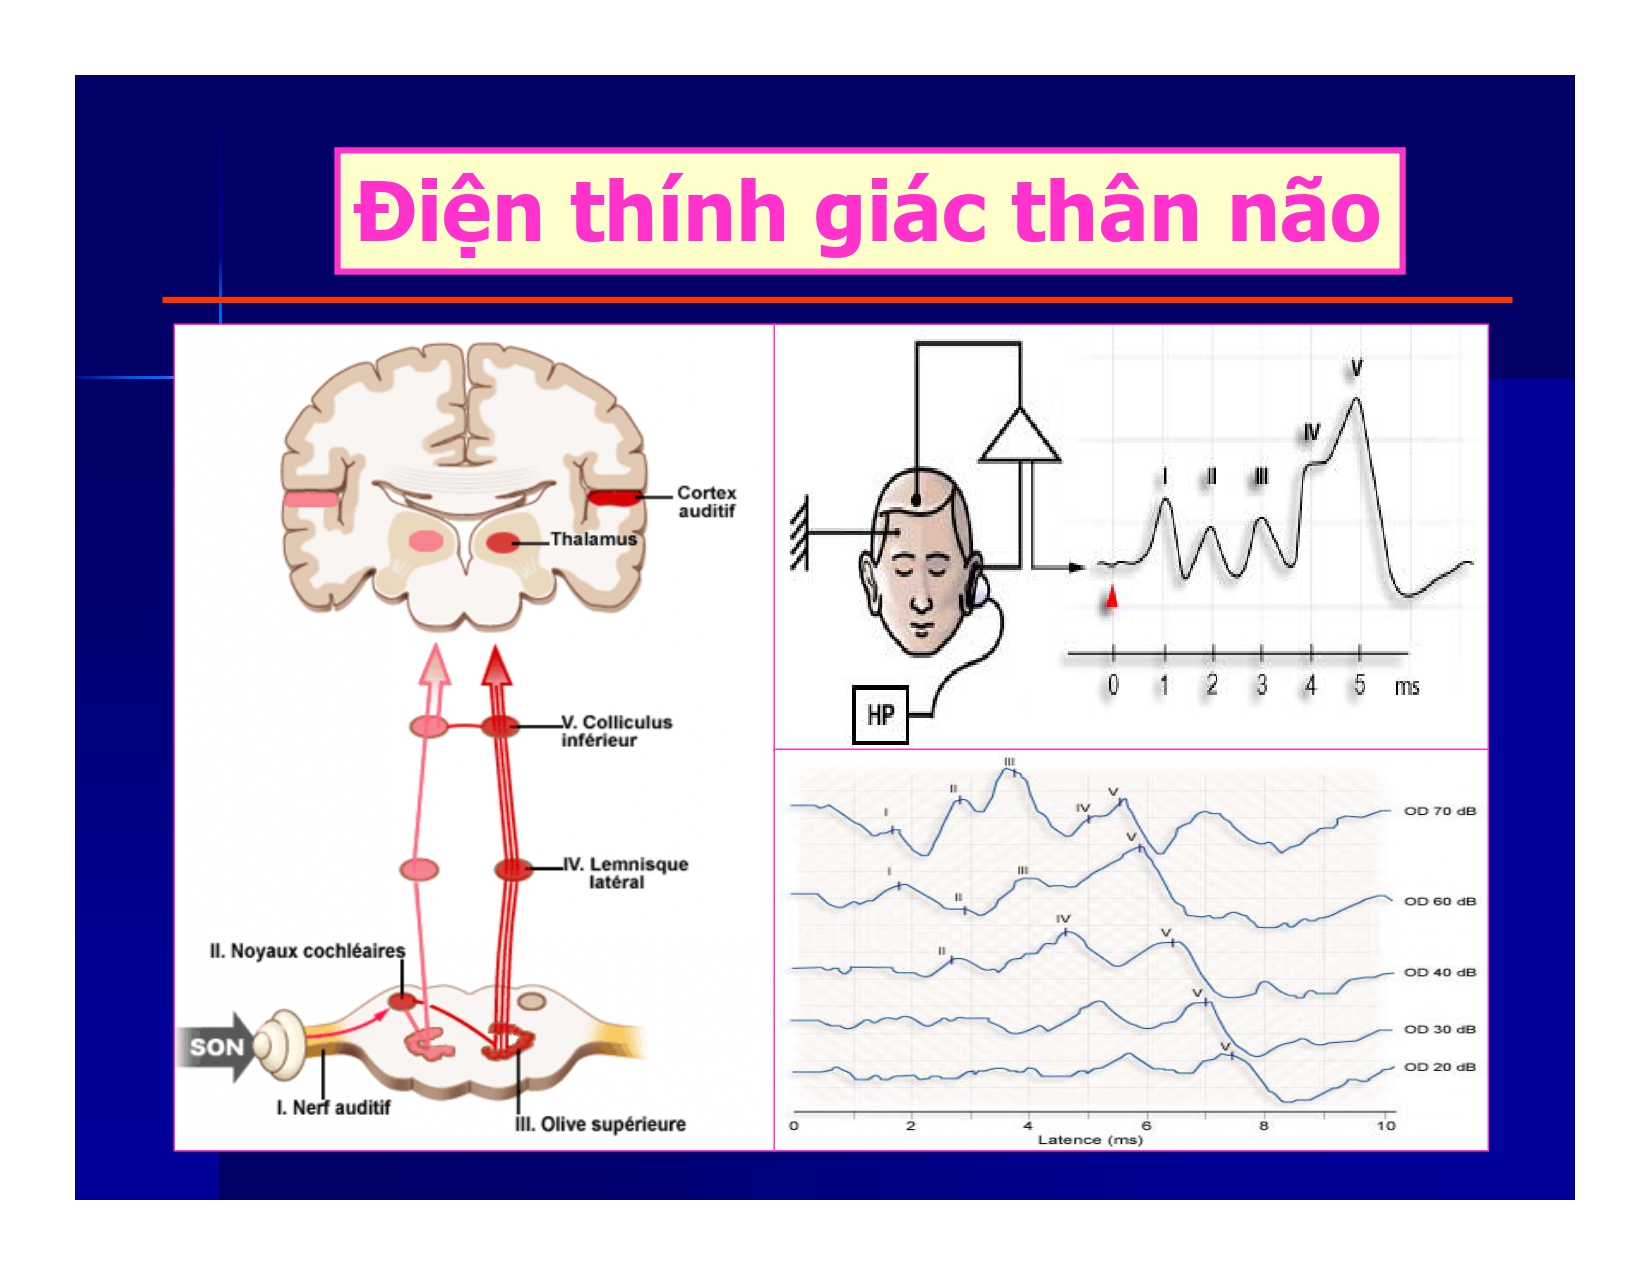 Điện thính giác thân não
Cortex
auditif
Thalamus
V. Colliculus
inférieur
IV. Lemnisque
latéral
II. Noyaux cochléaires
SON
I. Nerf auditif
III. Olive supérieure
I II III IV V
HP
0 1 2 3 4 5 ms
I II III IV V OD 70 dB
I II III V OD 60 dB
II IV V OD 40 dB
V OD 30 dB
V OD 20 dB
0 2 4 6 8 10
Latence (ms)